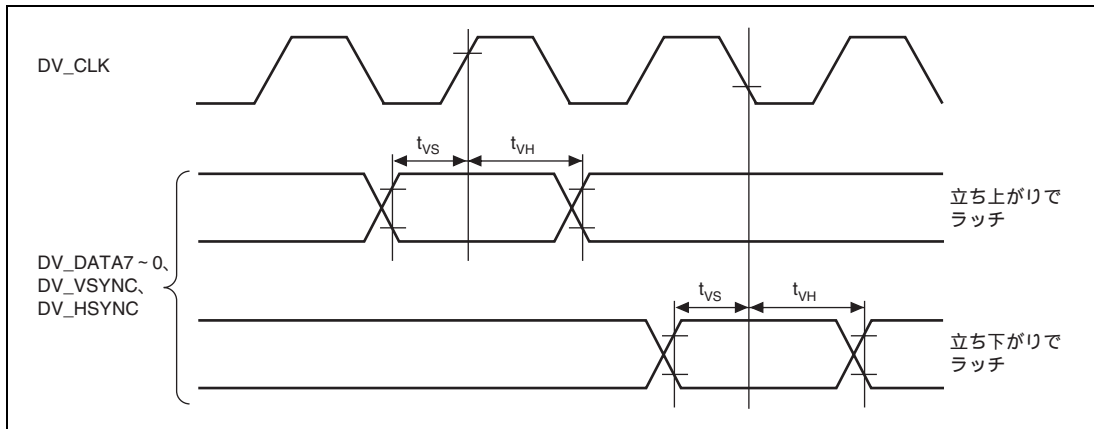 DV_CLK
tVS
tVH
立ち上がりで
ラッチ
DV_DATA7~0、
DV_VSYNC、
DV_HSYNC
tVS
tVH
立ち下がりで
ラッチ